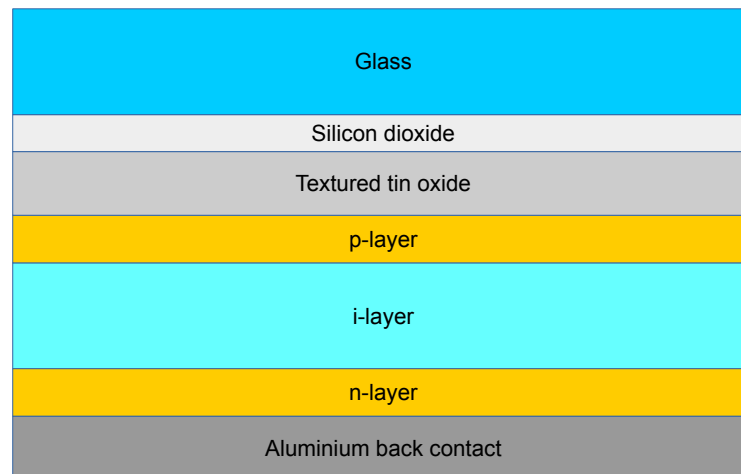 Glass
Silicon dioxide
Textured tin oxide
p-layer
i-layer
n-layer
Aluminium back contact